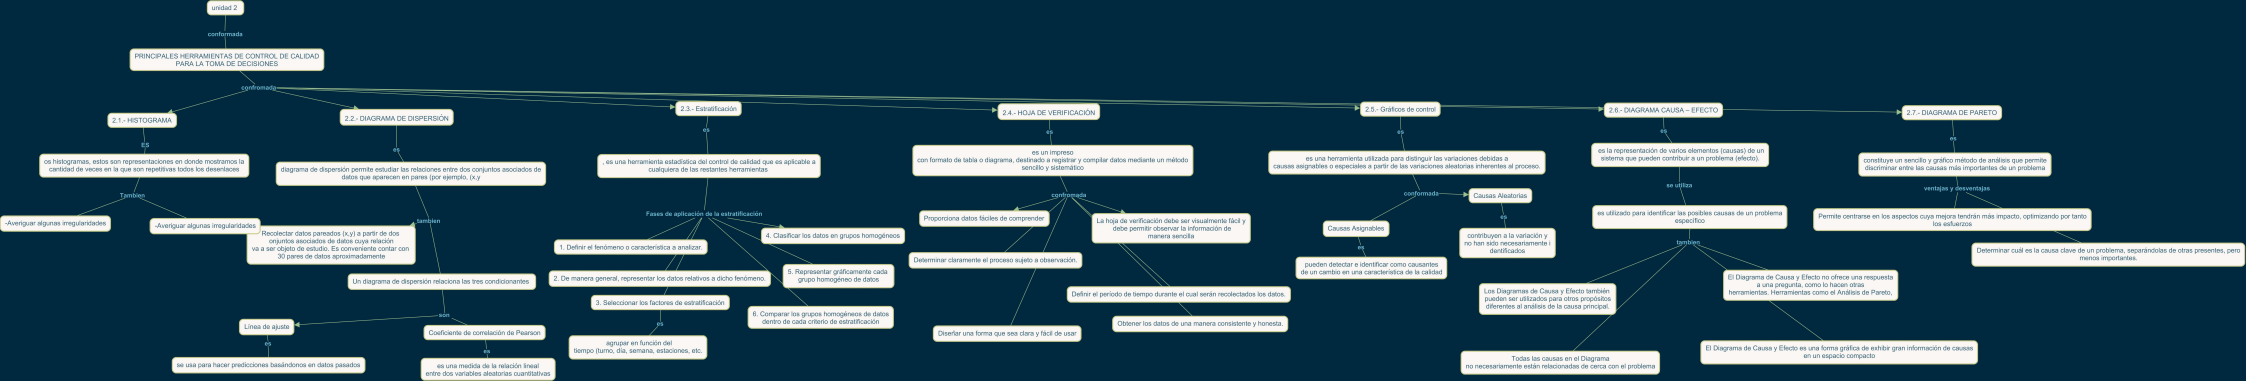 unidad 2
conformada
PRINCIPALES HERRAMIENTAS DE CONTROL DE CALIDAD
PARA LA TOMA DE DECISIONES
confromada
2.1.- HISTOGRAMA
ES
os histogramas, estos son representaciones en donde mostramos la
cantidad de veces en la que son repetitivas todos los desenlaces
Tambien
-Averiguar algunas irregularidades
-Averiguar algunas irregularidades
2.2.- DIAGRAMA DE DISPERSIÓN
es
diagrama de dispersión permite estudiar las relaciones entre dos conjuntos asociados de
datos que aparecen en pares (por ejemplo, (x,y
tambien
Recolectar datos pareados (x,y) a partir de dos
onjuntos asociados de datos cuya relación
va a ser objeto de estudio. Es conveniente contar con
30 pares de datos aproximadamente
Un diagrama de dispersión relaciona las tres condicionantes
son
Línea de ajuste
es
se usa para hacer predicciones basándonos en datos pasados
Coeficiente de correlación de Pearson
es
es una medida de la relación lineal
entre dos variables aleatorias cuantitativas
2.3.- Estratificación
es
, es una herramienta estadística del control de calidad que es aplicable a
cualquiera de las restantes herramientas
Fases de aplicación de la estratificación
1. Definir el fenómeno o característica a analizar.
2. De manera general, representar los datos relativos a dicho fenómeno.
3. Seleccionar los factores de estratificación
es
agrupar en función del
tiempo (turno, día, semana, estaciones, etc.
4. Clasificar los datos en grupos homogéneos
5. Representar gráficamente cada
grupo homogéneo de datos
6. Comparar los grupos homogéneos de datos
dentro de cada criterio de estratificación
2.4.- HOJA DE VERIFICACIÓN
es
es un impreso
con formato de tabla o diagrama, destinado a registrar y compilar datos mediante un método
sencillo y sistemático
confromada
Proporciona datos fáciles de comprender
La hoja de verificación debe ser visualmente fácil y
debe permitir observar la información de
manera sencilla
Determinar claramente el proceso sujeto a observación.
Definir el período de tiempo durante el cual serán recolectados los datos.
Obtener los datos de una manera consistente y honesta.
Diseñar una forma que sea clara y fácil de usar
2.5.- Gráficos de control
es
es una herramienta utilizada para distinguir las variaciones debidas a
causas asignables o especiales a partir de las variaciones aleatorias inherentes al proceso.
conformada
Causas Asignables
es
pueden detectar e identificar como causantes
de un cambio en una característica de la calidad
Causas Aleatorias
es
contribuyen a la variación y
no han sido necesariamente i
dentificados
2.6.- DIAGRAMA CAUSA – EFECTO
es
es la representación de varios elementos (causas) de un
sistema que pueden contribuir a un problema (efecto).
se utiliza
es utilizado para identificar las posibles causas de un problema
específico
tambien
Los Diagramas de Causa y Efecto también
pueden ser utilizados para otros propósitos
diferentes al análisis de la causa principal.
El Diagrama de Causa y Efecto no ofrece una respuesta
a una pregunta, como lo hacen otras
herramientas. Herramientas como el Análisis de Pareto,
Todas las causas en el Diagrama
no necesariamente están relacionadas de cerca con el problema
El Diagrama de Causa y Efecto es una forma gráfica de exhibir gran información de causas
en un espacio compacto
2.7.- DIAGRAMA DE PARETO
es
constituye un sencillo y gráfico método de análisis que permite
discriminar entre las causas más importantes de un problema
ventajas y desventajas
Permite centrarse en los aspectos cuya mejora tendrán más impacto, optimizando por tanto
los esfuerzos
Determinar cuál es la causa clave de un problema, separándolas de otras presentes, pero
menos importantes.